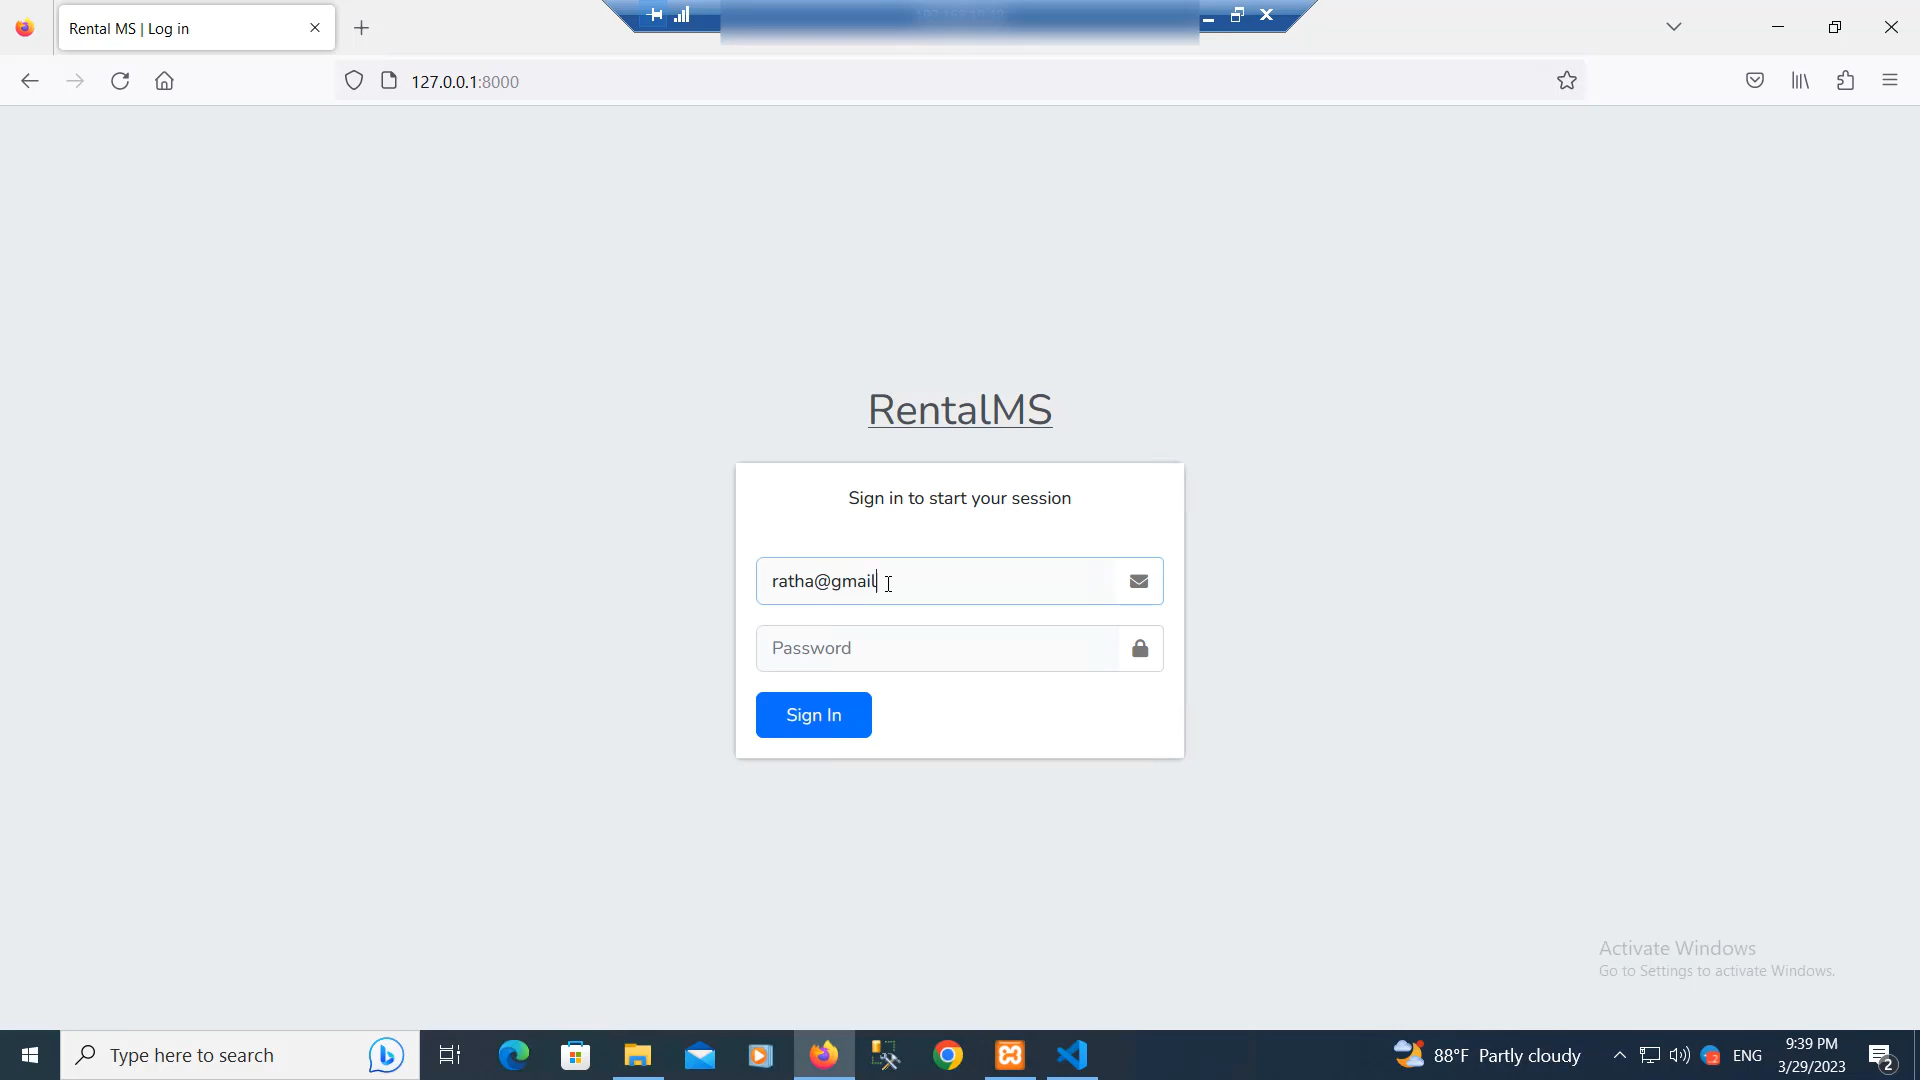 Rental MS | Log in
127.0.0.1:8000
RentalMS
Sign in to start your session
ratha@gmail
Password
Sign In
Activate Windows
Go to Settings to activate Windows.
Type here to search
88°F Partly cloudy
ENG
9:39 PM
3/29/2023
2